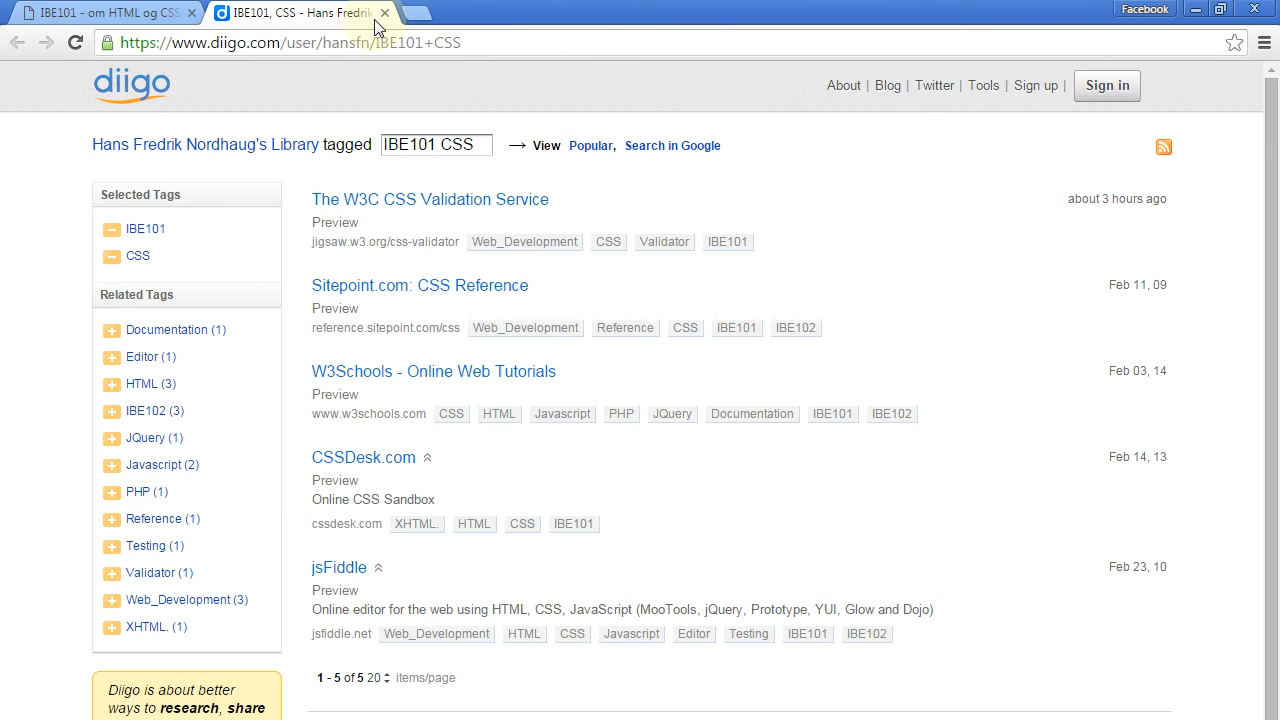 IBE101 - om HTML og CSS
IBE101, CSS - Hans Fredrik
Facebook
https://www.diigo.com/user/hansfn/IBE101+CSS
diigo
About | Blog | Twitter | Tools | Sign up | Sign in
Hans Fredrik Nordhaug's Library tagged IBE101 CSS → View Popular, Search in Google
Selected Tags
IBE101
CSS
Related Tags
Documentation (1)
Editor (1)
HTML (3)
IBE102 (3)
JQuery (1)
Javascript (2)
PHP (1)
Reference (1)
Testing (1)
Validator (1)
Web_Development (3)
XHTML. (1)
Diigo is about better
ways to research, share
The W3C CSS Validation Service about 3 hours ago
Preview
jigsaw.w3.org/css-validator Web_Development CSS Validator IBE101
Sitepoint.com: CSS Reference Feb 11, 09
Preview
reference.sitepoint.com/css Web_Development Reference CSS IBE101 IBE102
W3Schools - Online Web Tutorials Feb 03, 14
Preview
www.w3schools.com CSS HTML Javascript PHP JQuery Documentation IBE101 IBE102
CSSDesk.com Feb 14, 13
Preview
Online CSS Sandbox
cssdesk.com XHTML. HTML CSS IBE101
jsFiddle Feb 23, 10
Preview
Online editor for the web using HTML, CSS, JavaScript (MooTools, jQuery, Prototype, YUI, Glow and Dojo)
jsfiddle.net Web_Development HTML CSS Javascript Editor Testing IBE101 IBE102
1 - 5 of 5 20 items/page